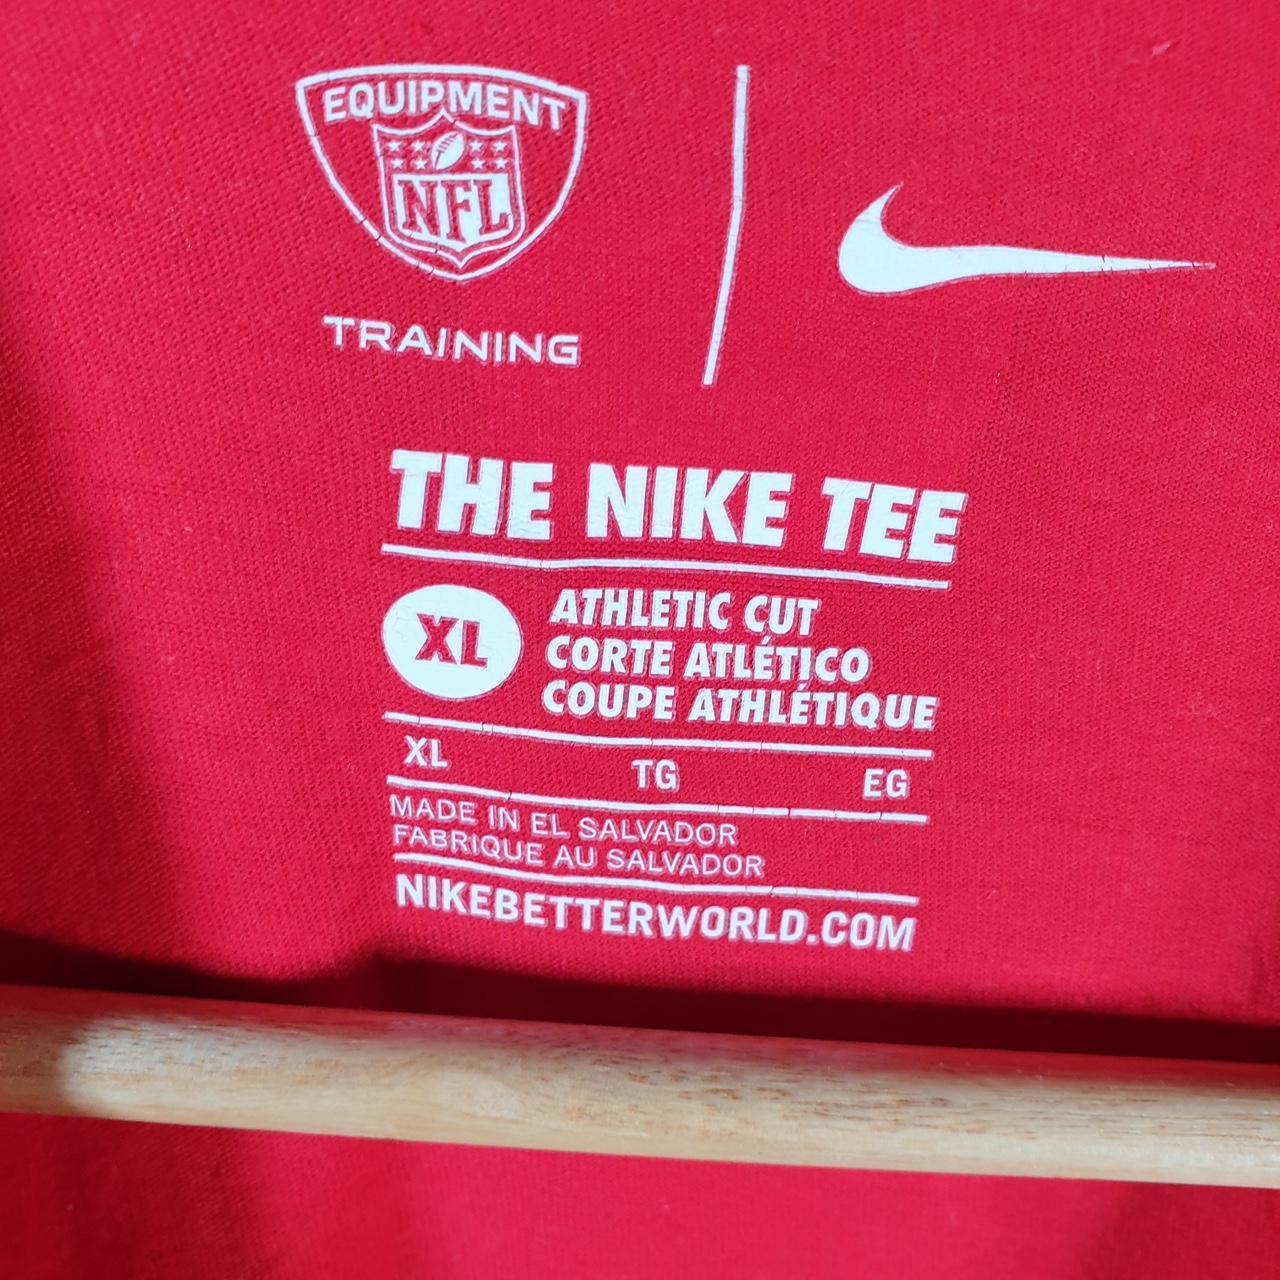 EQUIPMENT
NFL
TRAINING
THE NIKE TEE
XL
ATHLETIC CUT
CORTE ATLÉTICO
COUPE ATHLÉTIQUE
XL TG EG
MADE IN EL SALVADOR
FABRIQUE AU SALVADOR
NIKEBETTERWORLD.COM